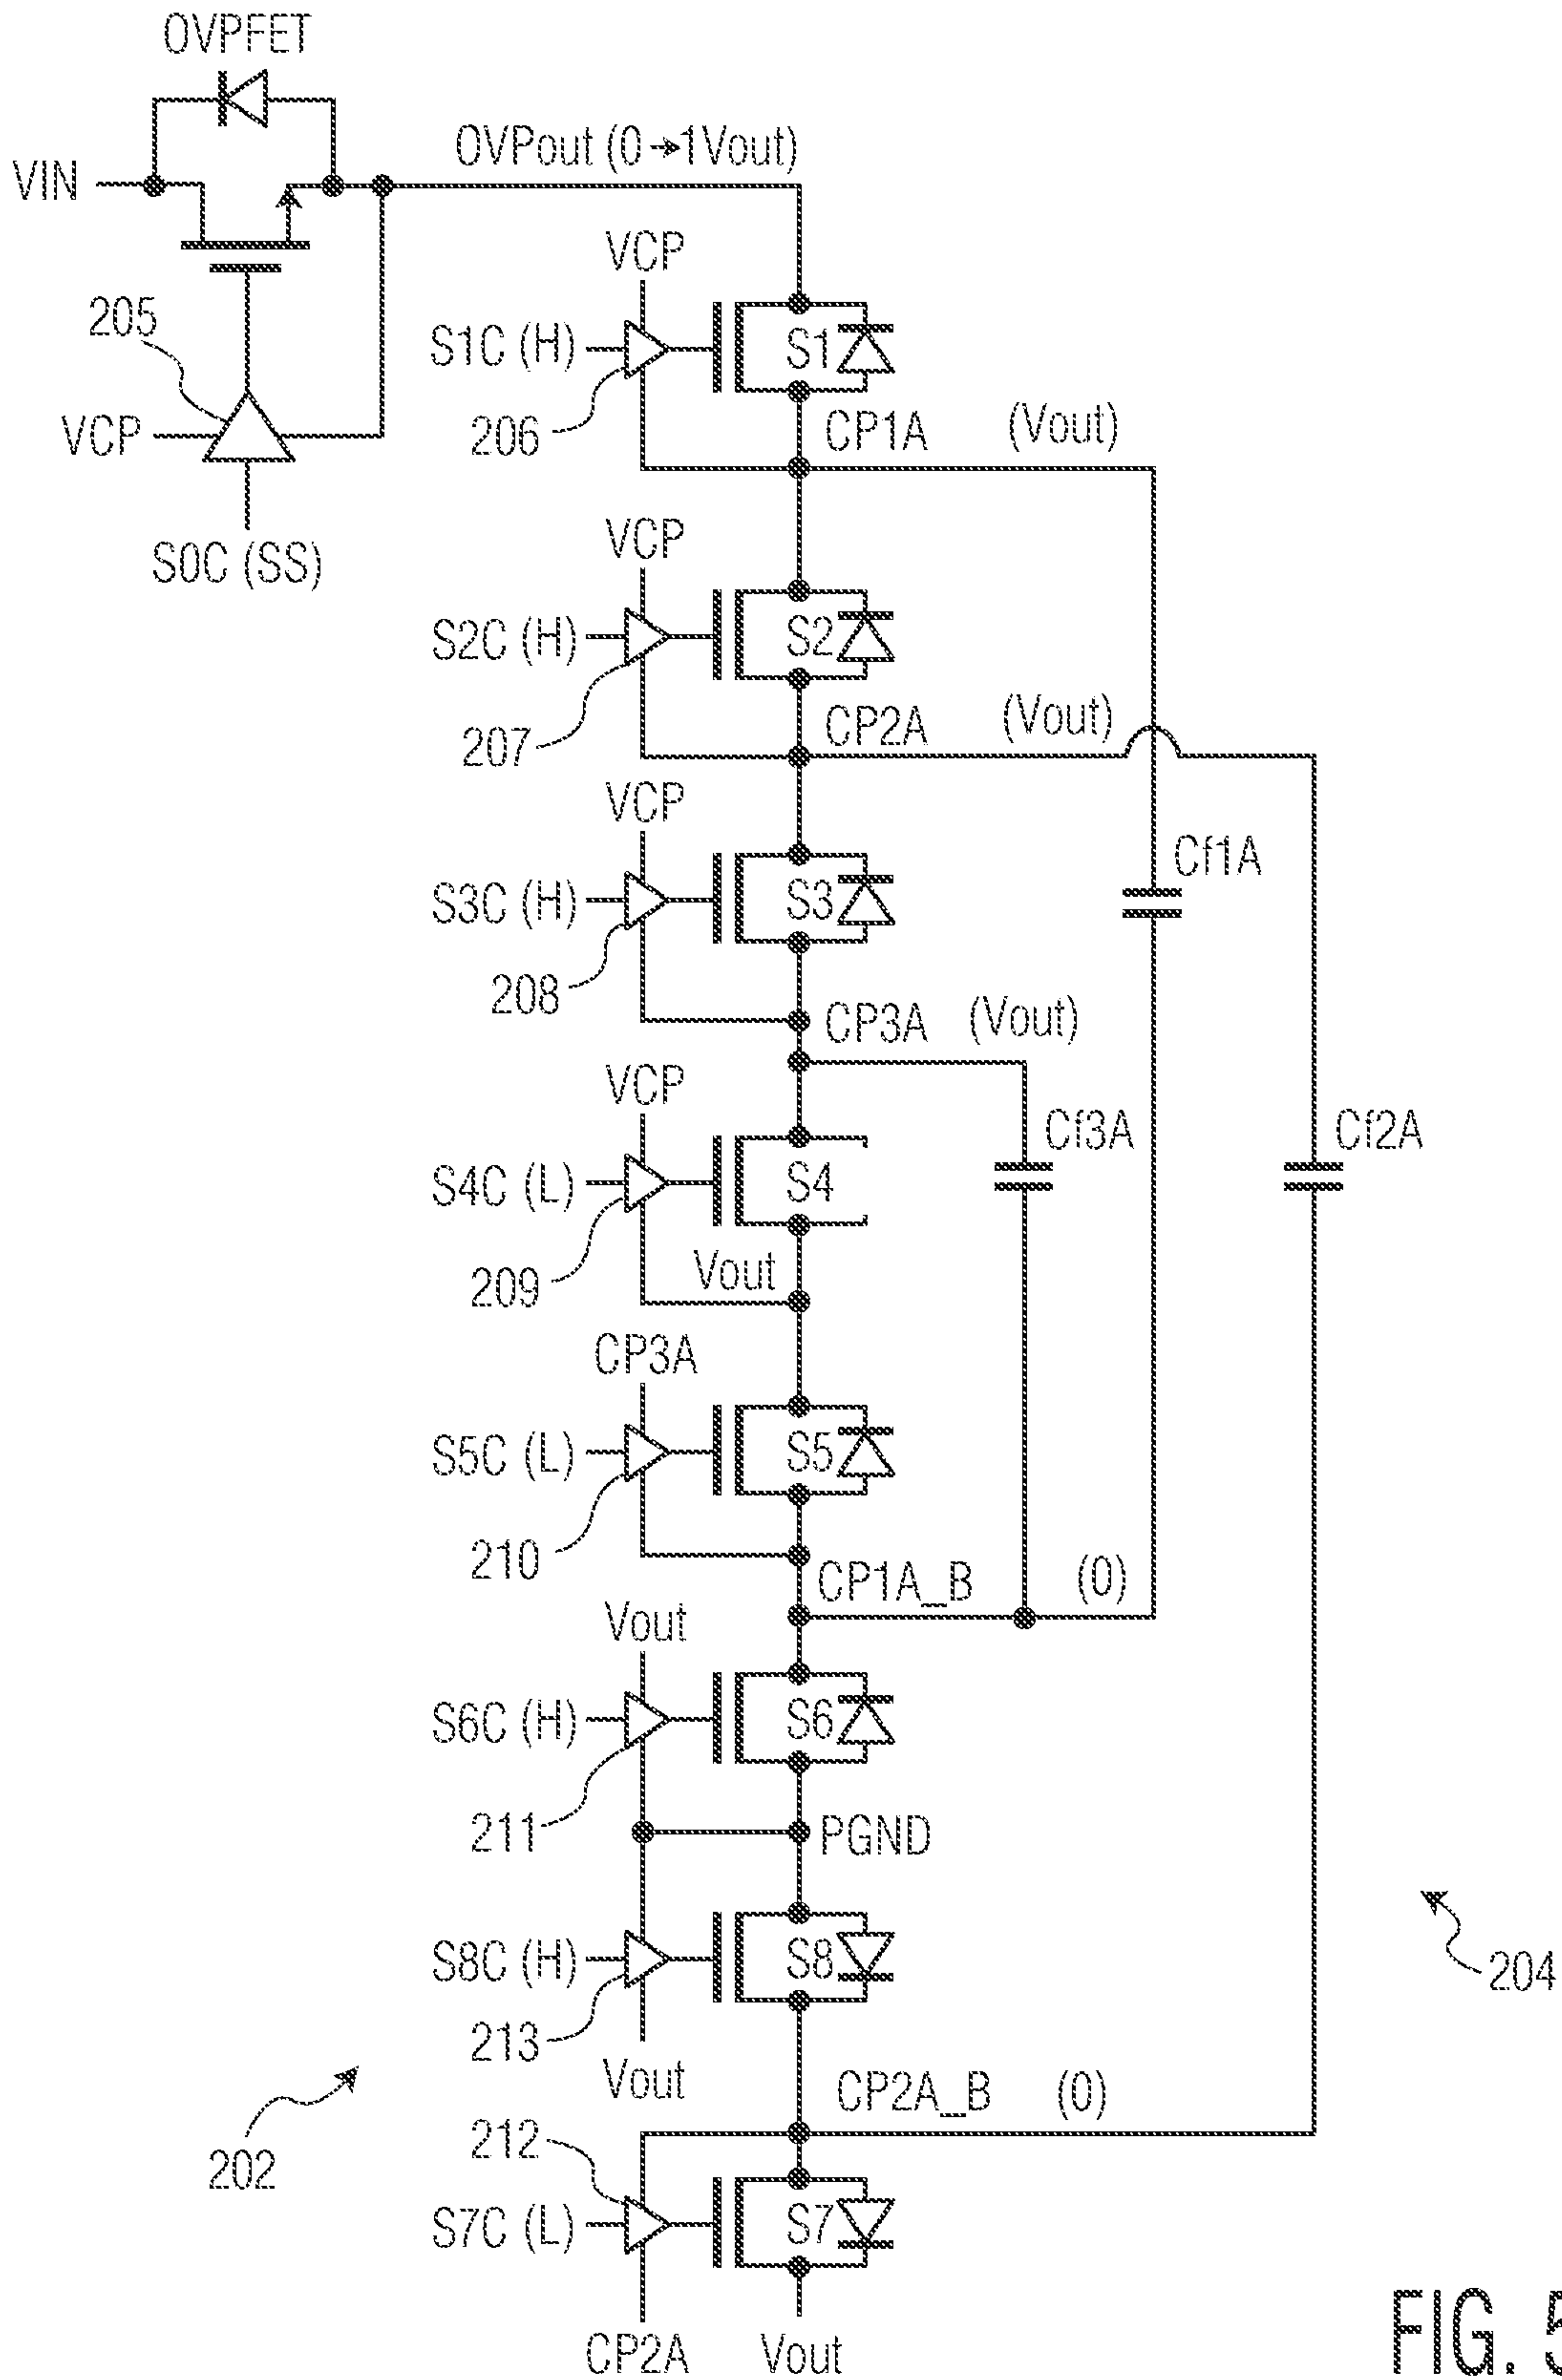 OVPFET
VIN
OVPout (0→1Vout)
205
VCP
S0C (SS)
VCP
S1C (H)
S1
206
CP1A (Vout)
VCP
S2C (H)
S2
207
CP2A (Vout)
VCP
S3C (H)
S3
Cf1A
208
CP3A (Vout)
VCP
S4C (L)
S4
Cf3A
Cf2A
209
Vout
CP3A
S5C (L)
S5
210
CP1A_B (0)
Vout
S6C (H)
S6
211
PGND
S8C (H)
S8
204
213
Vout
CP2A_B (0)
202
212
S7C (L)
S7
CP2A
Vout
FIG. 5